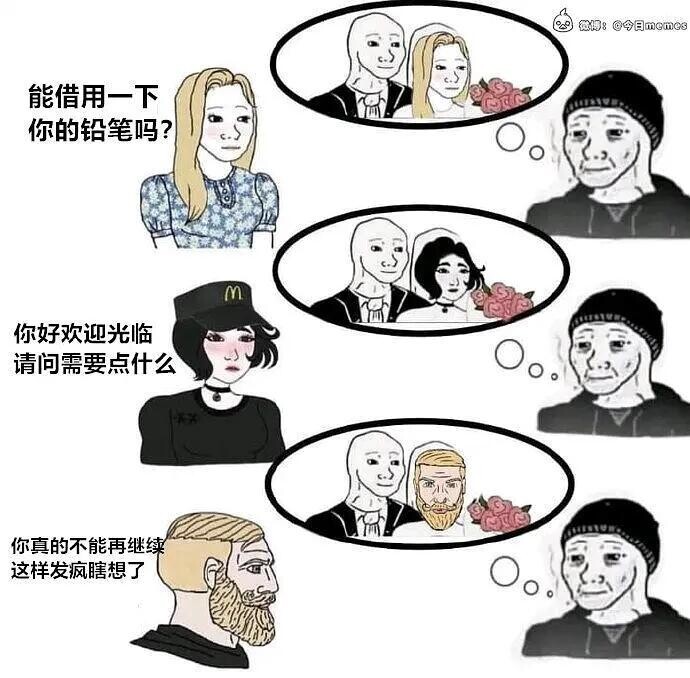 微博：@今日memes
能借用一下
你的铅笔吗？
你好欢迎光临
请问需要点什么
你真的不能再继续
这样发疯瞎想了